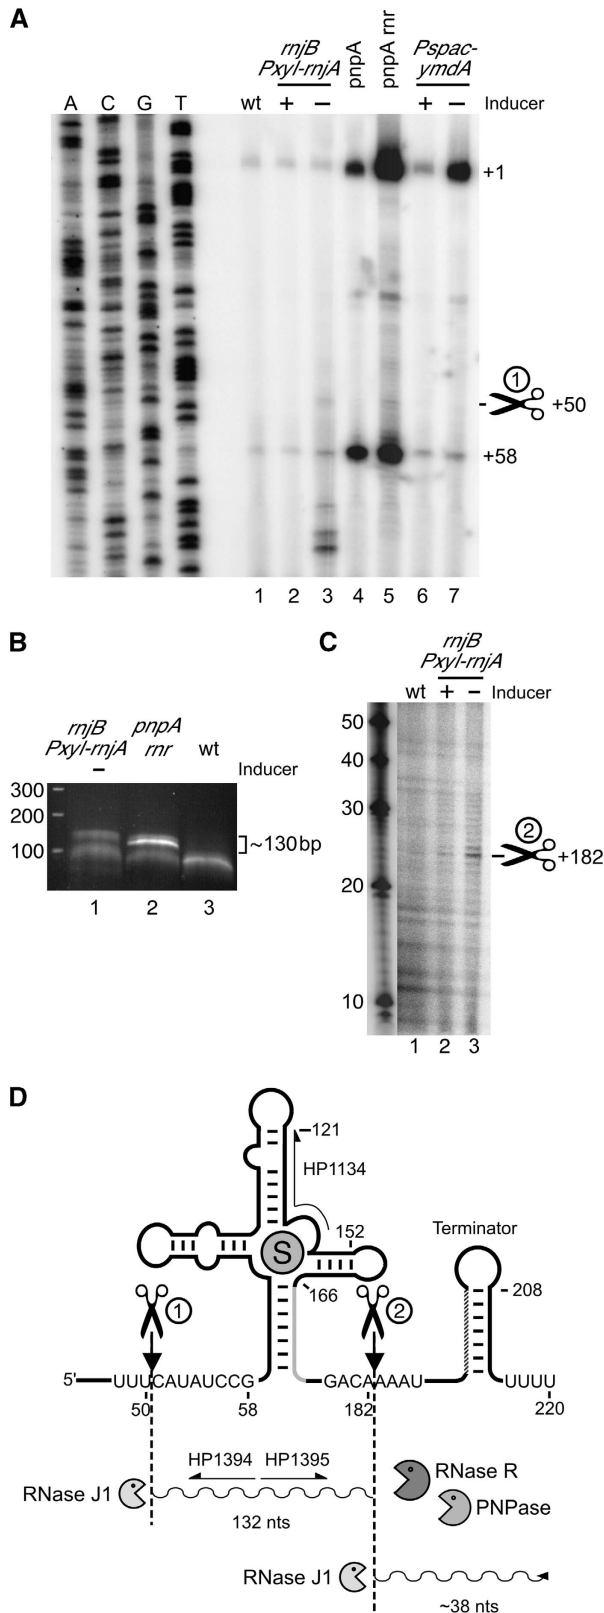 A
rnjB
Pxyl-rnjA
pnpA
pnpA rnr
Pspac-
ymdA
A C G T
wt + − + − Inducer
+1
1
+50
+58
1 2 3 4 5 6 7
B
rnjB
Pxyl-rnjA
pnpA
rnr
wt
− Inducer
300
200
100
~130bp
1 2 3
C
rnjB
Pxyl-rnjA
wt + − Inducer
50
40
30
20
10
2
+182
1 2 3
D
121
HP1134
152
S
166
Terminator
208
1
2
5' UUUCAUAUCCG GACAAAAU UUUU
50 58 182 220
HP1394 HP1395
RNase J1
132 nts
RNase R
PNPase
RNase J1
~38 nts